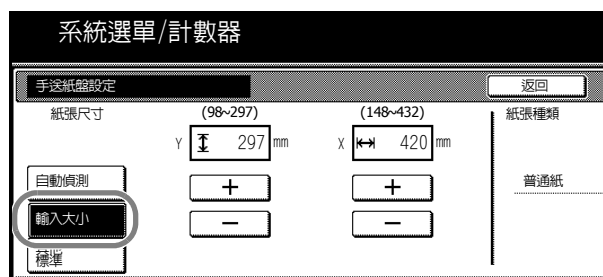 系統選單/計數器
手送紙盤設定 返回
紙張尺寸 (98~297) (148~432) 紙張種類
Y 297 mm X 420 mm
自動偵測 + + 普通紙
輸入大小 − −
標準